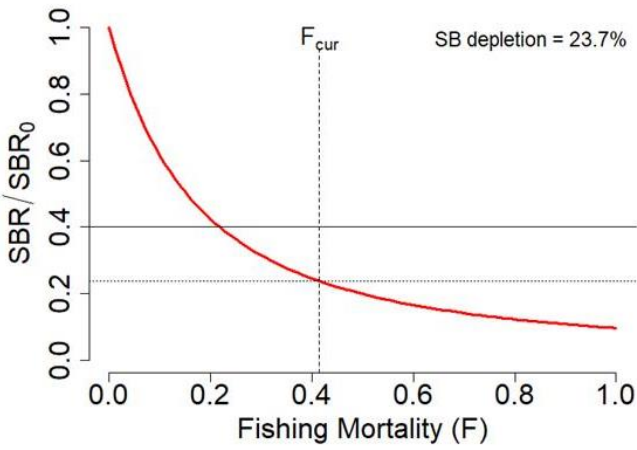 F_cur
SB depletion = 23.7%
SBR / SBR₀
1.0
0.8
0.6
0.4
0.2
0.0
0.0 0.2 0.4 0.6 0.8 1.0
Fishing Mortality (F)